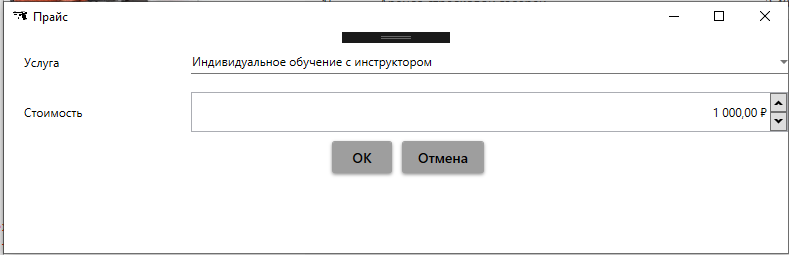 Прайс
Услуга
Индивидуальное обучение с инструктором
Стоимость
1 000,00 ₽
ОК
Отмена